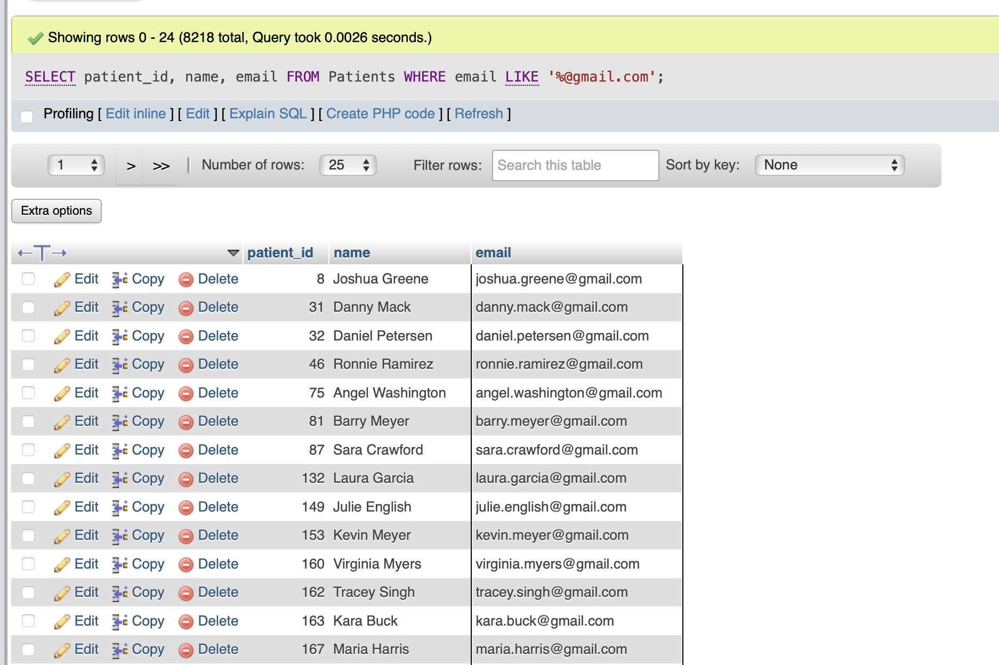 Showing rows 0 - 24 (8218 total, Query took 0.0026 seconds.)
SELECT patient_id, name, email FROM Patients WHERE email LIKE '%@gmail.com';
Profiling [ Edit inline ] [ Edit ] [ Explain SQL ] [ Create PHP code ] [ Refresh ]
1 > >> | Number of rows: 25 Filter rows: Search this table Sort by key: None
Extra options
←T→ patient_id name email
Edit Copy Delete 8 Joshua Greene joshua.greene@gmail.com
Edit Copy Delete 31 Danny Mack danny.mack@gmail.com
Edit Copy Delete 32 Daniel Petersen daniel.petersen@gmail.com
Edit Copy Delete 46 Ronnie Ramirez ronnie.ramirez@gmail.com
Edit Copy Delete 75 Angel Washington angel.washington@gmail.com
Edit Copy Delete 81 Barry Meyer barry.meyer@gmail.com
Edit Copy Delete 87 Sara Crawford sara.crawford@gmail.com
Edit Copy Delete 132 Laura Garcia laura.garcia@gmail.com
Edit Copy Delete 149 Julie English julie.english@gmail.com
Edit Copy Delete 153 Kevin Meyer kevin.meyer@gmail.com
Edit Copy Delete 160 Virginia Myers virginia.myers@gmail.com
Edit Copy Delete 162 Tracey Singh tracey.singh@gmail.com
Edit Copy Delete 163 Kara Buck kara.buck@gmail.com
Edit Copy Delete 167 Maria Harris maria.harris@gmail.com